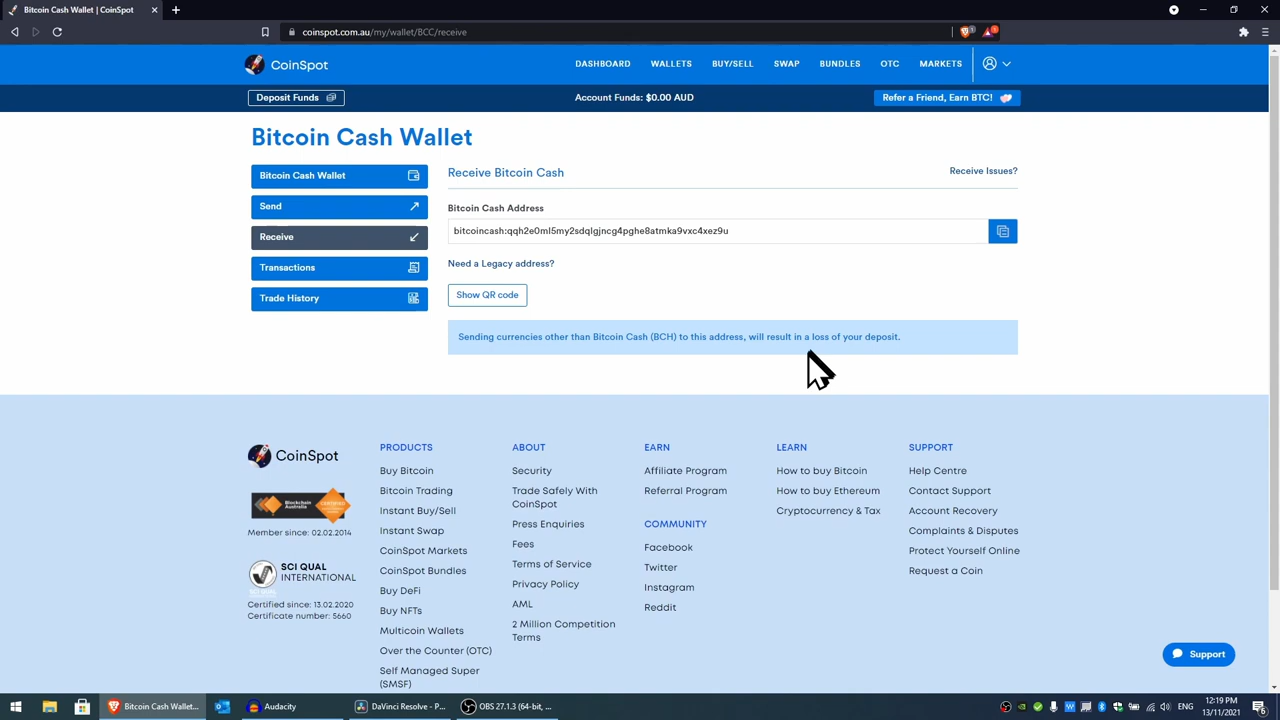 Bitcoin Cash Wallet | CoinSpot
coinspot.com.au/my/wallet/BCC/receive
CoinSpot
DASHBOARD
WALLETS
BUY/SELL
SWAP
BUNDLES
OTC
MARKETS
Deposit Funds
Account Funds: $0.00 AUD
Refer a Friend, Earn BTC!
Bitcoin Cash Wallet
Bitcoin Cash Wallet
Send
Receive
Transactions
Trade History
Receive Bitcoin Cash
Receive Issues?
Bitcoin Cash Address
bitcoincash:qqh2e0ml5my2sdqlgjncg4pghe8atmka9vxc4xez9u
Need a Legacy address?
Show QR code
Sending currencies other than Bitcoin Cash (BCH) to this address, will result in a loss of your deposit.
CoinSpot
Blockchain Australia
CERTIFIED
Member since: 02.02.2014
SCI QUAL
INTERNATIONAL
Certified since: 13.02.2020
Certificate number: 5660
PRODUCTS
Buy Bitcoin
Bitcoin Trading
Instant Buy/Sell
Instant Swap
CoinSpot Markets
CoinSpot Bundles
Buy DeFi
Buy NFTs
Multicoin Wallets
Over the Counter (OTC)
Self Managed Super
(SMSF)
ABOUT
Security
Trade Safely With
CoinSpot
Press Enquiries
Fees
Terms of Service
Privacy Policy
AML
2 Million Competition
Terms
EARN
Affiliate Program
Referral Program
COMMUNITY
Facebook
Twitter
Instagram
Reddit
LEARN
How to buy Bitcoin
How to buy Ethereum
Cryptocurrency & Tax
SUPPORT
Help Centre
Contact Support
Account Recovery
Complaints & Disputes
Protect Yourself Online
Request a Coin
Support
Bitcoin Cash Wallet...
Audacity
DaVinci Resolve - P...
OBS 27.1.3 (64-bit, ...
ENG
12:19 PM
13/11/2021